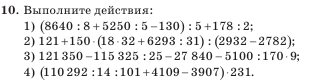 10. Выполните действия:
1) (8640 : 8 + 5250 : 5 – 130) : 5 + 178 : 2;
2) 121 + 150 · (18 · 32 + 6293 : 31) : (2932 – 2782);
3) 121 350 – 115 325 : 25 – 27 840 – 5100 : 170 · 9;
4) (110 292 : 14 : 101 + 4109 – 3907) · 231.